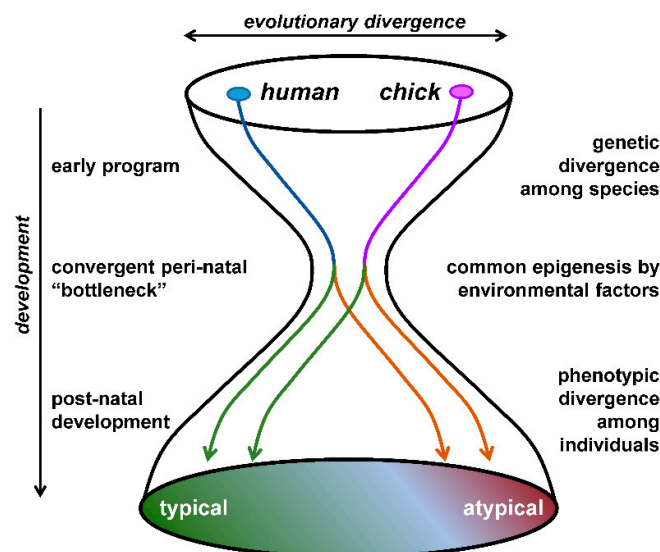 evolutionary divergence
human
chick
development
early program
genetic
divergence
among species
convergent peri-natal
“bottleneck”
common epigenesis by
environmental factors
post-natal
development
phenotypic
divergence
among
individuals
typical
atypical